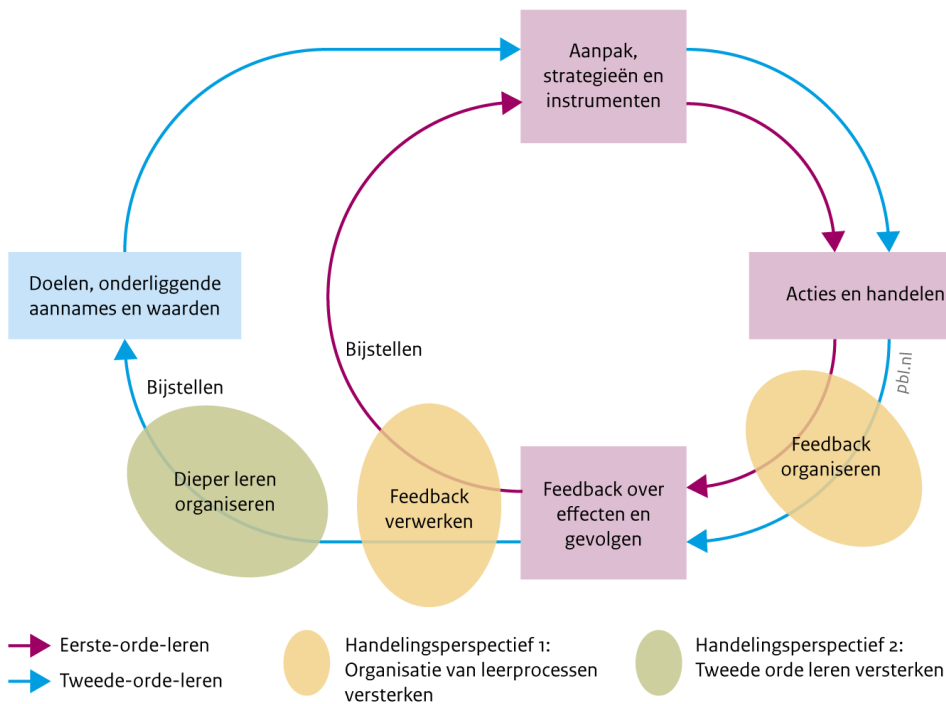 Aanpak,
strategieën en
instrumenten
Doelen, onderliggende
aannames en waarden
Acties en handelen
Bijstellen
Bijstellen
pbl.nl
Feedback
organiseren
Dieper leren
organiseren
Feedback
verwerken
Feedback over
effecten en
gevolgen
Eerste-orde-leren
Tweede-orde-leren
Handelingsperspectief 1:
Organisatie van leerprocessen
versterken
Handelingsperspectief 2:
Tweede orde leren versterken